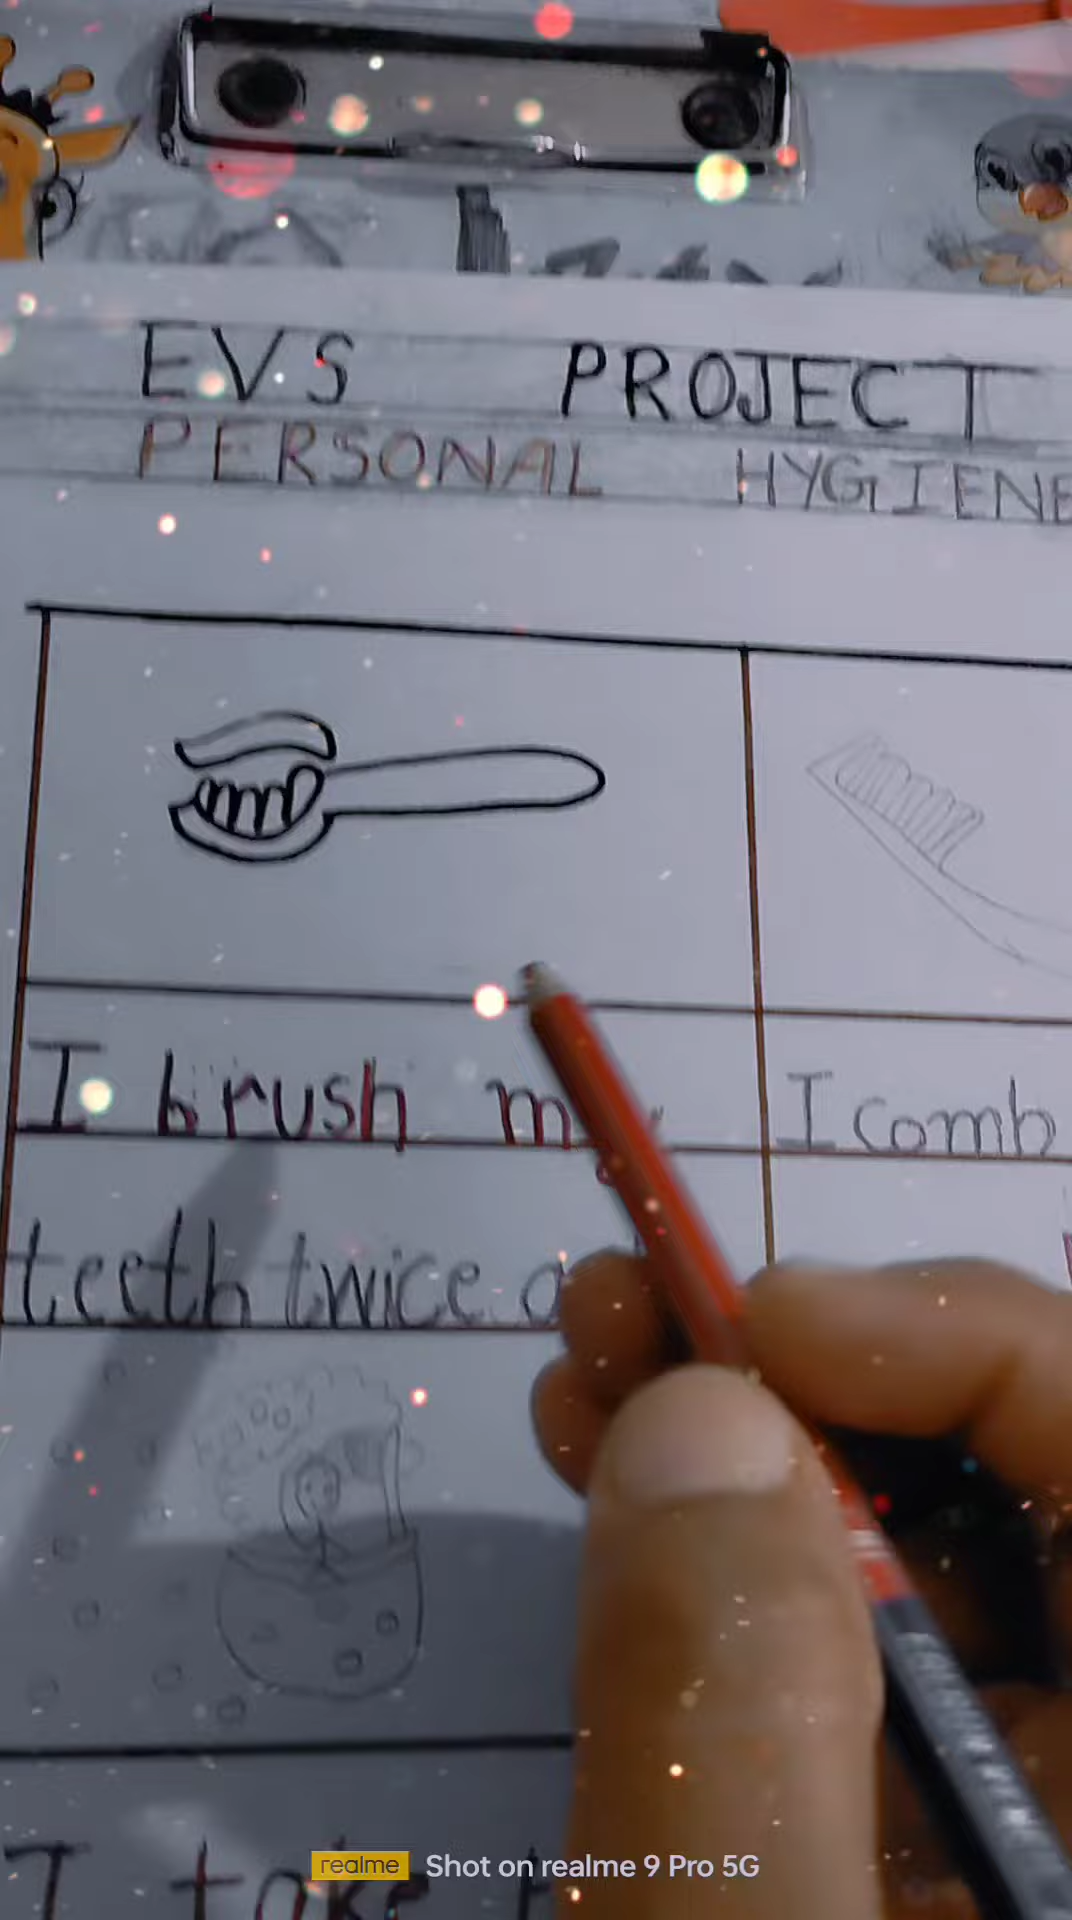 EVS PROJECT
PERSONAL HYGIENE
I brush my
teeth twice a
I comb
I take
realme Shot on realme 9 Pro 5G